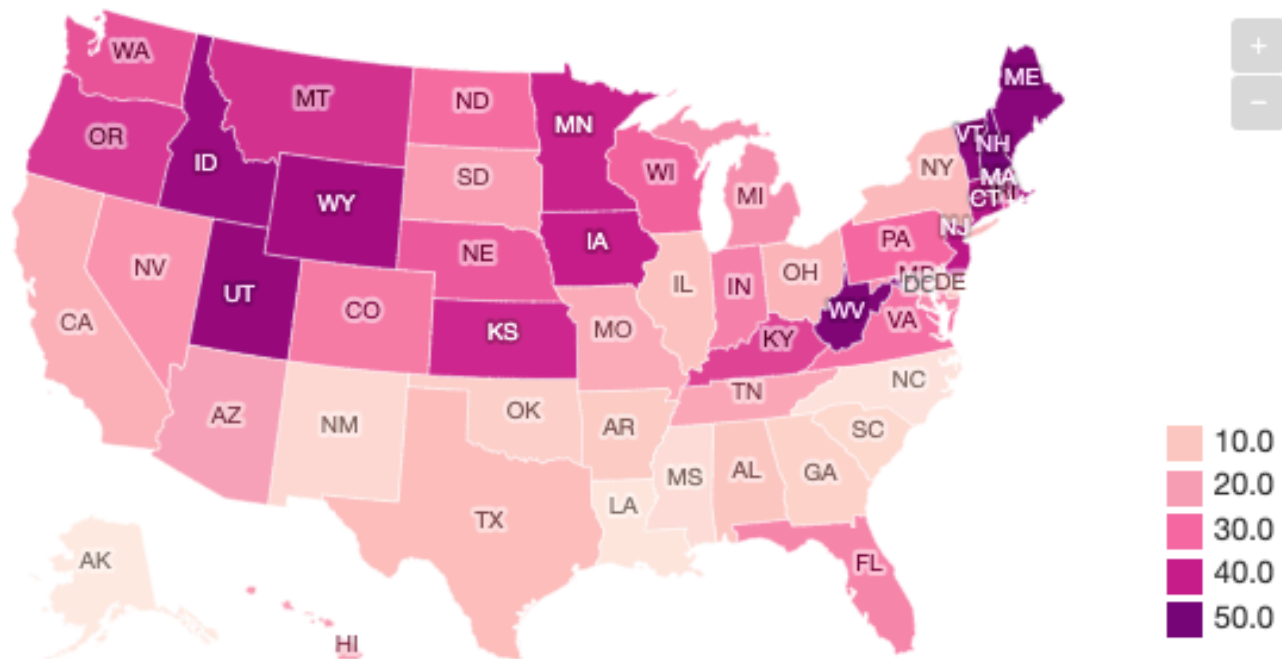 WA
MT
ND
MN
ME
VT
NH
OR
ID
SD
WI
MI
NY
MA
WY
CT
NE
IA
NJ
PA
NV
UT
CO
IL
IN
OH
DC
DE
CA
KS
MO
WV
VA
KY
AZ
NM
OK
AR
TN
NC
SC
TX
LA
MS
AL
GA
AK
FL
HI
+
−
10.0
20.0
30.0
40.0
50.0